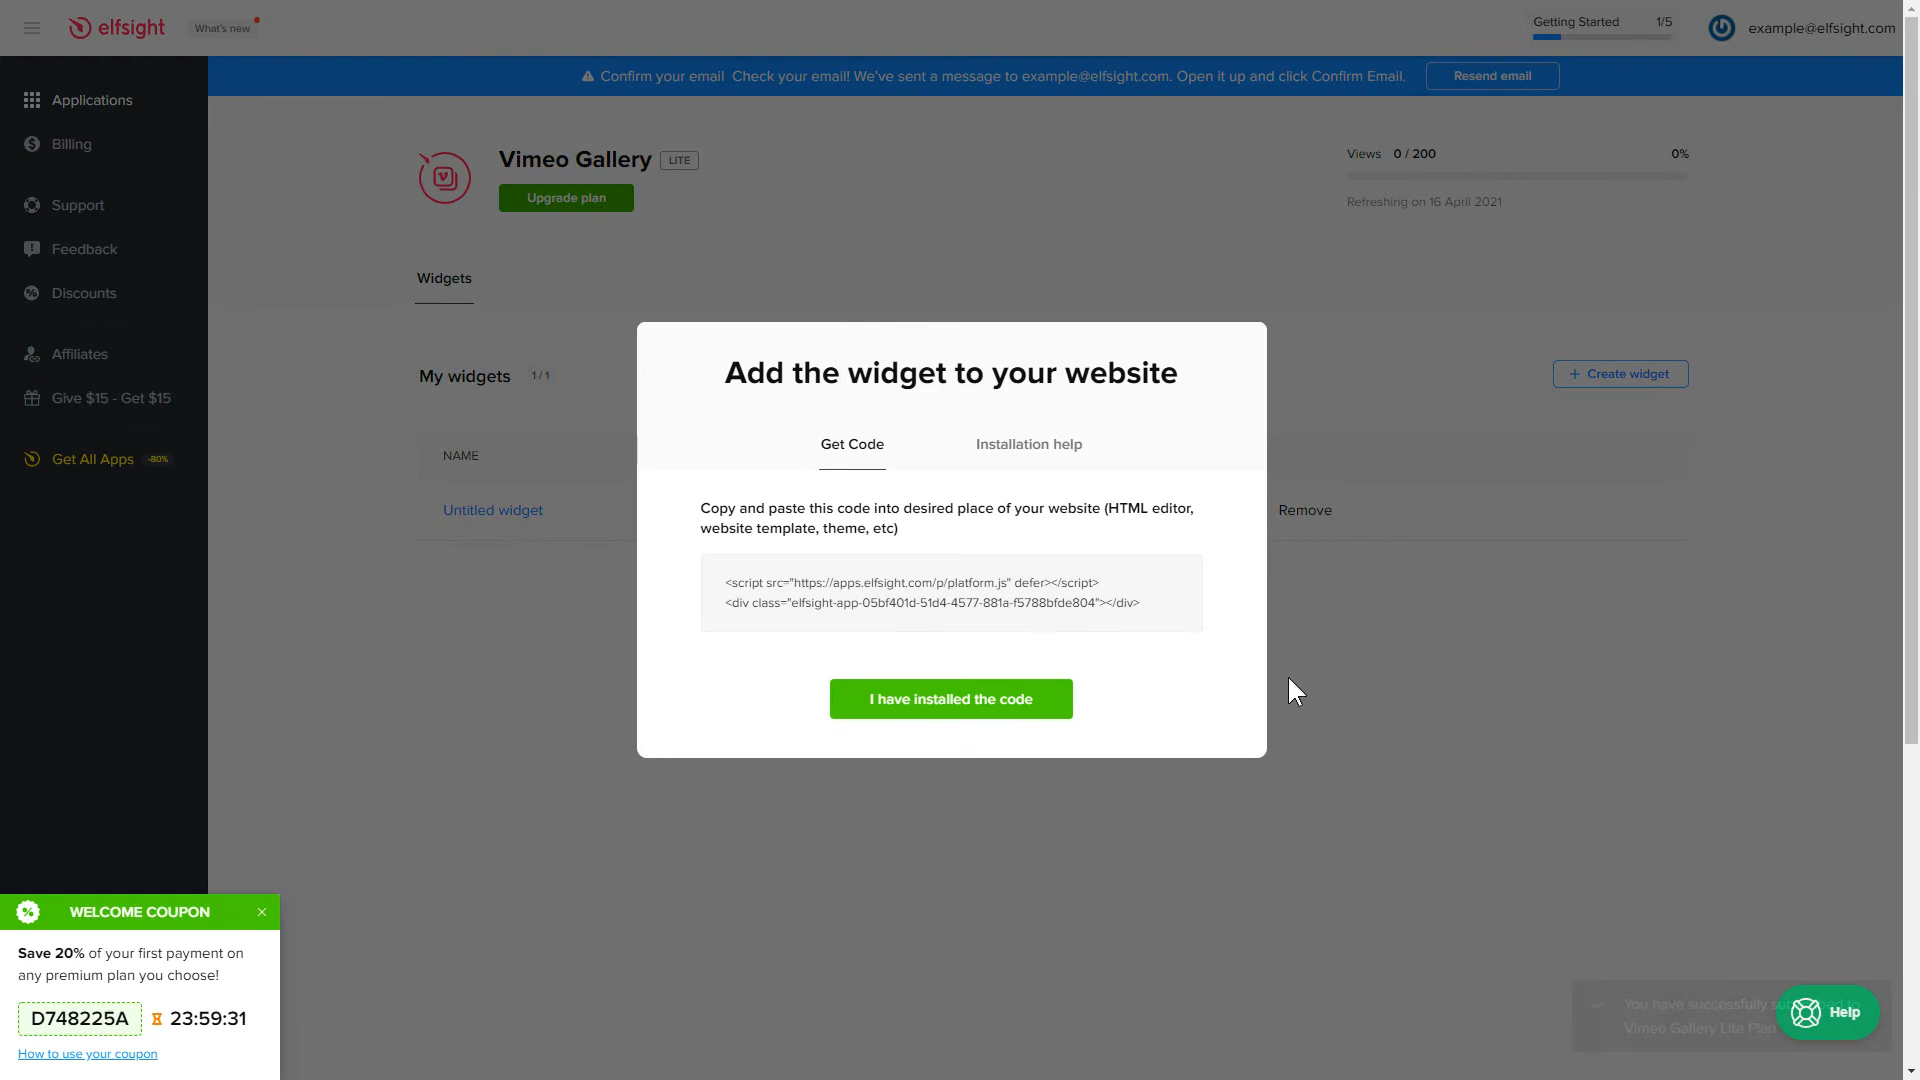 elfsight
What's new
Getting Started 1/5
example@elfsight.com
Confirm your email Check your email! We've sent a message to example@elfsight.com. Open it up and click Confirm Email.
Resend email
Applications
Billing
Support
Feedback
Discounts
Affiliates
Give $15 - Get $15
Get All Apps -80%
Vimeo Gallery LITE
Upgrade plan
Views 0 / 200 0%
Refreshing on 16 April 2021
Widgets
My widgets 1 / 1
+ Create widget
NAME
Untitled widget
Remove
Add the widget to your website
Get Code Installation help
Copy and paste this code into desired place of your website (HTML editor,
website template, theme, etc)
<script src="https://apps.elfsight.com/p/platform.js" defer></script>
<div class="elfsight-app-05bf401d-51d4-4577-881a-f5788bfde804"></div>
I have installed the code
WELCOME COUPON
Save 20% of your first payment on
any premium plan you choose!
D748225A 23:59:31
How to use your coupon
You have successfully to
Vimeo Gallery Lite Plan
Help